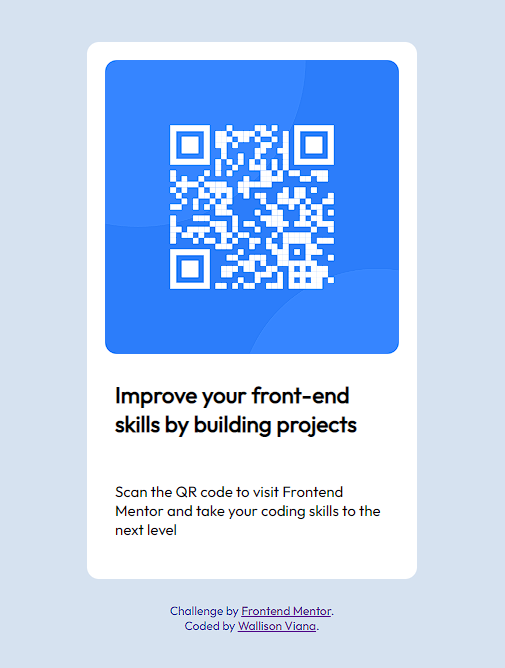 Improve your front-end
skills by building projects
Scan the QR code to visit Frontend
Mentor and take your coding skills to the
next level
Challenge by Frontend Mentor.
Coded by Wallison Viana.